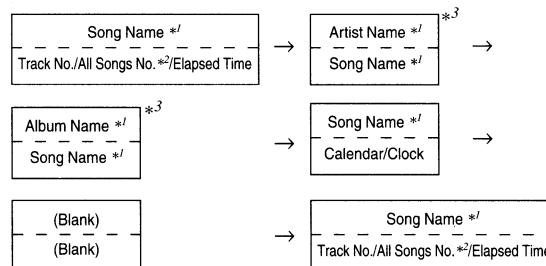 Song Name *1
Track No./All Songs No.*2/Elapsed Time
→
Artist Name *1
Song Name *1
*3
→
Album Name *1
Song Name *1
*3
→
Song Name *1
Calendar/Clock
→
(Blank)
(Blank)
→
Song Name *1
Track No./All Songs No.*2/Elapsed Time